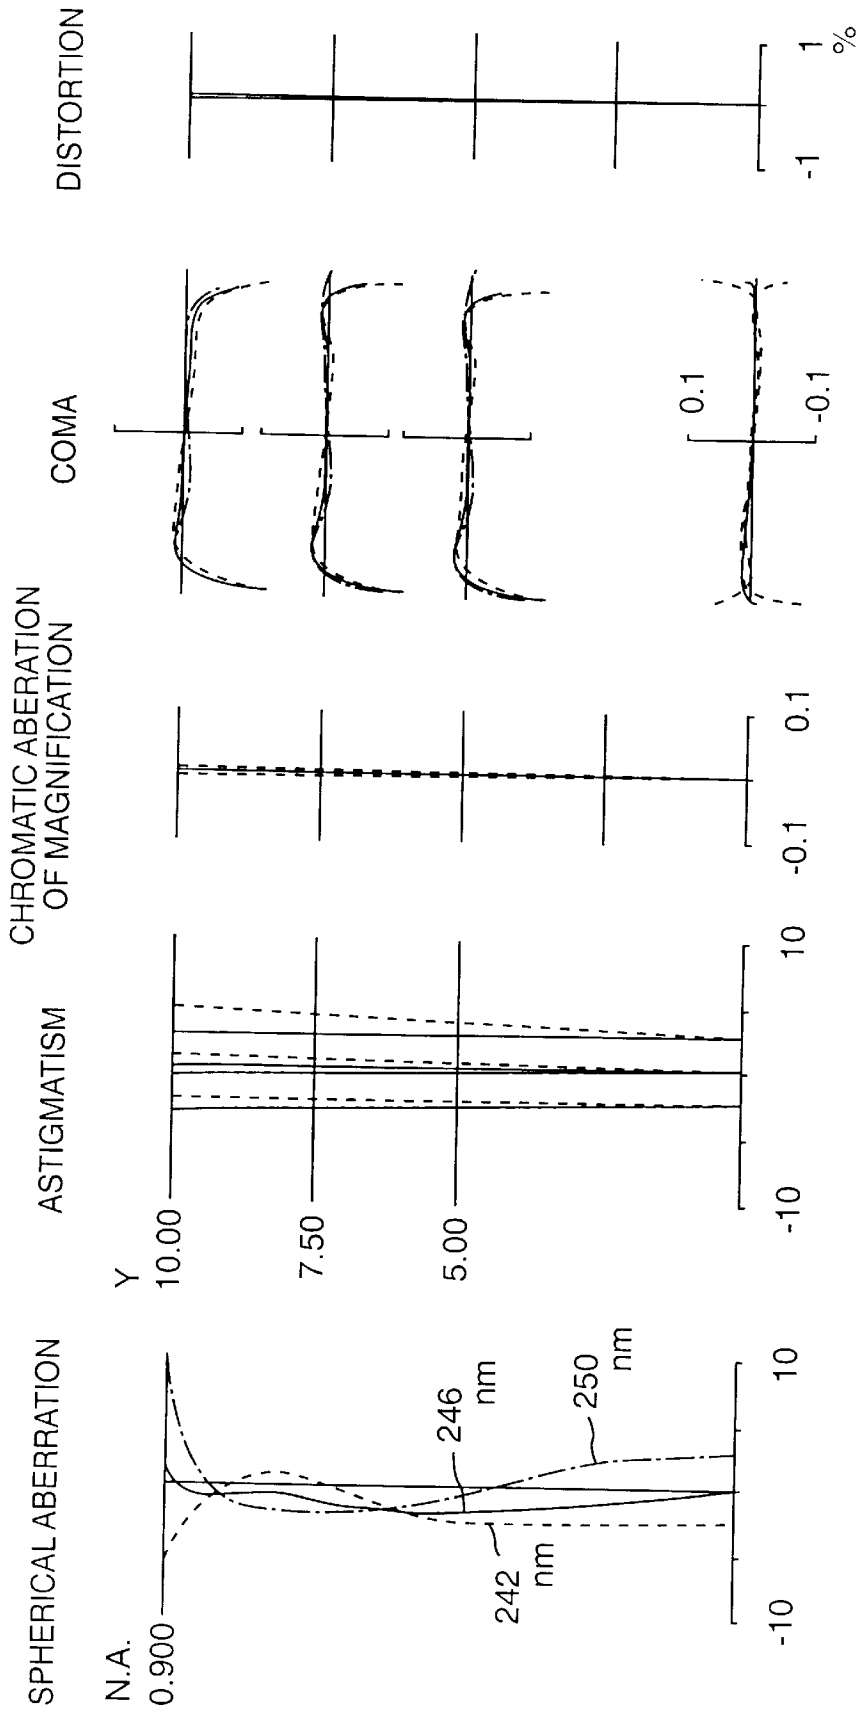 SPHERICAL ABERRATION
N.A.
0.900
242
nm
246
nm
250
nm
-10
10
ASTIGMATISM
Y
10.00
7.50
5.00
-10
10
CHROMATIC ABERATION
OF MAGNIFICATION
-0.1
0.1
COMA
0.1
-0.1
DISTORTION
-1
1
%